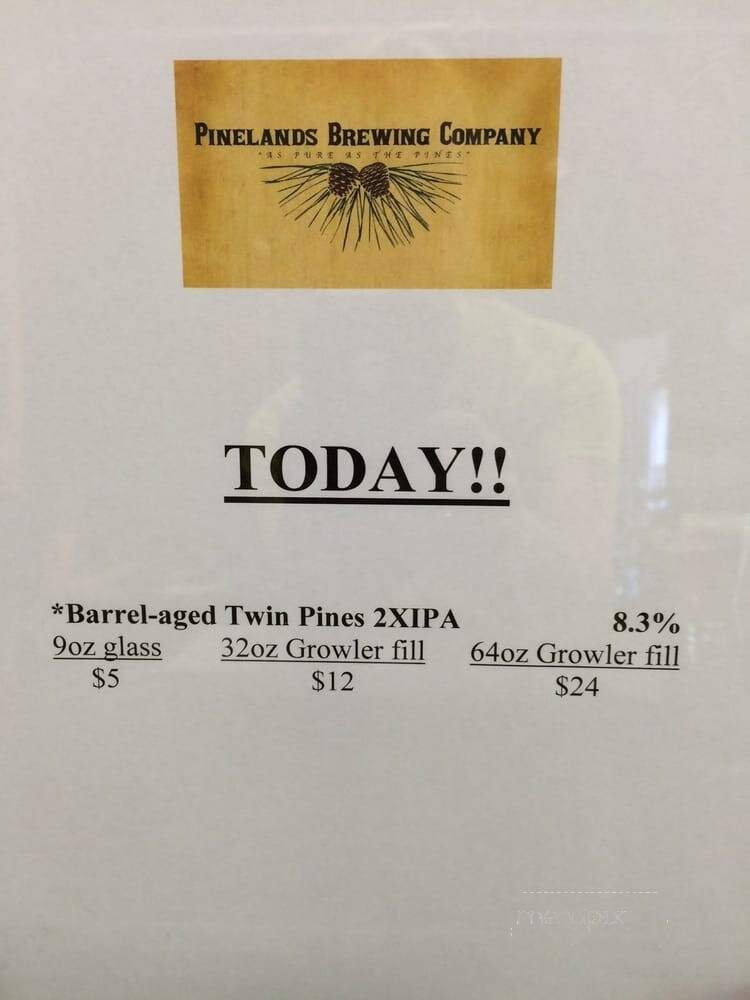 PINELANDS BREWING COMPANY
"AS PURE AS THE PINES"
TODAY!!
*Barrel-aged Twin Pines 2XIPA 8.3%
9oz glass 32oz Growler fill 64oz Growler fill
$5 $12 $24